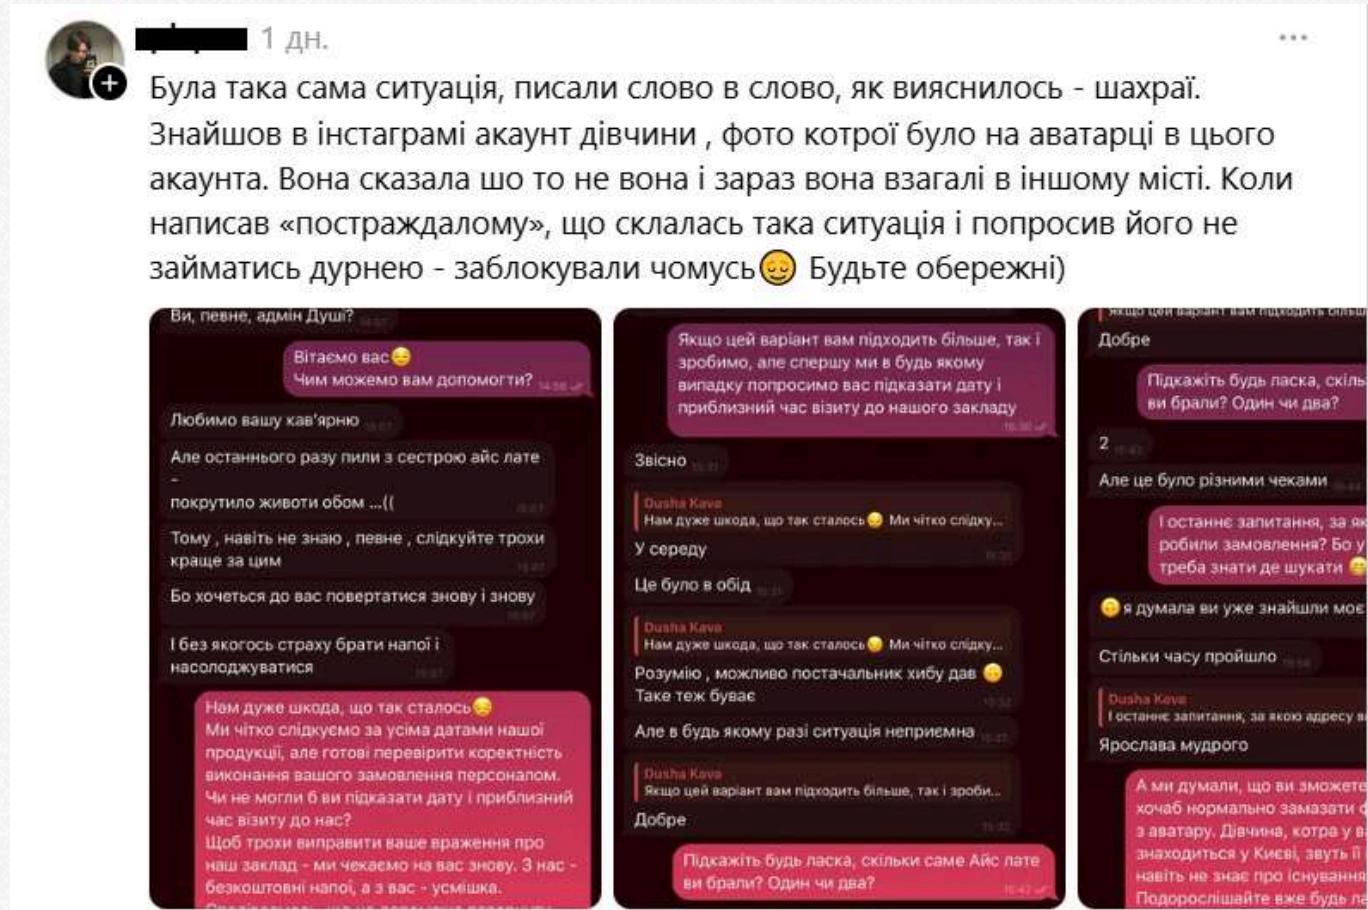 1 дн.
Була така сама ситуація, писали слово в слово, як вияснилось - шахраї.
Знайшов в інстаграмі акаунт дівчини , фото котрої було на аватарці в цього
акаунта. Вона сказала шо то не вона і зараз вона взагалі в іншому місті. Коли
написав «постраждалому», що склалась така ситуація і попросив його не
займатись дурнею - заблокували чомусь😌 Будьте обережні)
Ви, певне, адмін Душі?
Вітаємо вас😔
Чим можемо вам допомогти?
Любимо вашу кав'ярню
Але останнього разу пили з сестрою айс лате
-
покрутило животи обом ...((
Тому , навіть не знаю , певне , слідкуйте трохи
краще за цим
Бо хочеться до вас повертатися знову і знову
І без якогось страху брати напої і
насолоджуватися
Нам дуже шкода, що так сталось😔
Ми чітко слідкуємо за усіма датами нашої
продукції, але готові перевірити коректність
виконання вашого замовлення персоналом.
Чи не могли б ви підказати дату і приблизний
час візиту до нас?
Щоб трохи виправити ваше враження про
наш заклад - ми чекаємо на вас знову. З нас -
безкоштовні напої, а з вас - усмішка.
Якщо цей варіант вам підходить більше, так і
зробимо, але спершу ми в будь якому
випадку попросимо вас підказати дату і
приблизний час візиту до нашого закладу
Звісно
Dusha Kava
Нам дуже шкода, що так сталось😔 Ми чітко слідку...
У середу
Це було в обід
Dusha Kava
Нам дуже шкода, що так сталось😔 Ми чітко слідку...
Розумію , можливо постачальник хибу дав 🙃
Таке теж буває
Але в будь якому разі ситуація неприємна
Dusha Kava
Якщо цей варіант вам підходить більше, так і зроби...
Добре
Підкажіть будь ласка, скільки саме Айс лате
ви брали? Один чи два?
Якщо цей варіант вам підходить більш
Добре
Підкажіть будь ласка, скіль
ви брали? Один чи два?
2
Але це було різними чеками
І останнє запитання, за як
робили замовлення? Бо у
треба знати де шукати
🙃я думала ви уже знайшли моє
Стільки часу пройшло
Dusha Kava
І останнє запитання, за якою адресу в
Ярослава мудрого
А ми думали, що ви зможете
хочаб нормально замазати
з аватару. Дівчина, котра у в
знаходиться у Києві, звуть її
навіть не знає про існування
Подорослішайте вже будь ла